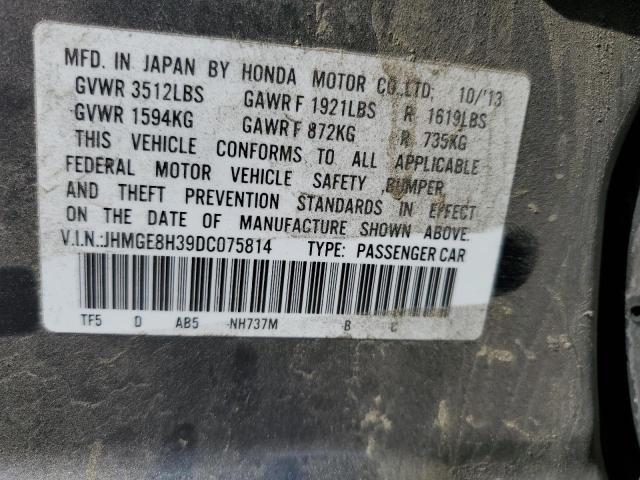 MFD. IN JAPAN BY HONDA MOTOR CO.,LTD. 10/'13
GVWR 3512LBS GAWR F 1921LBS R 1619LBS
GVWR 1594KG GAWR F 872KG R 735KG
THIS VEHICLE CONFORMS TO ALL APPLICABLE
FEDERAL MOTOR VEHICLE SAFETY ,BUMPER
AND THEFT PREVENTION STANDARDS IN EFFECT
ON THE DATE OF MANUFACTURE SHOWN ABOVE.
V.I.N.:JHMGE8H39DC075814 TYPE: PASSENGER CAR
TF5 D AB5 -NH737M B C